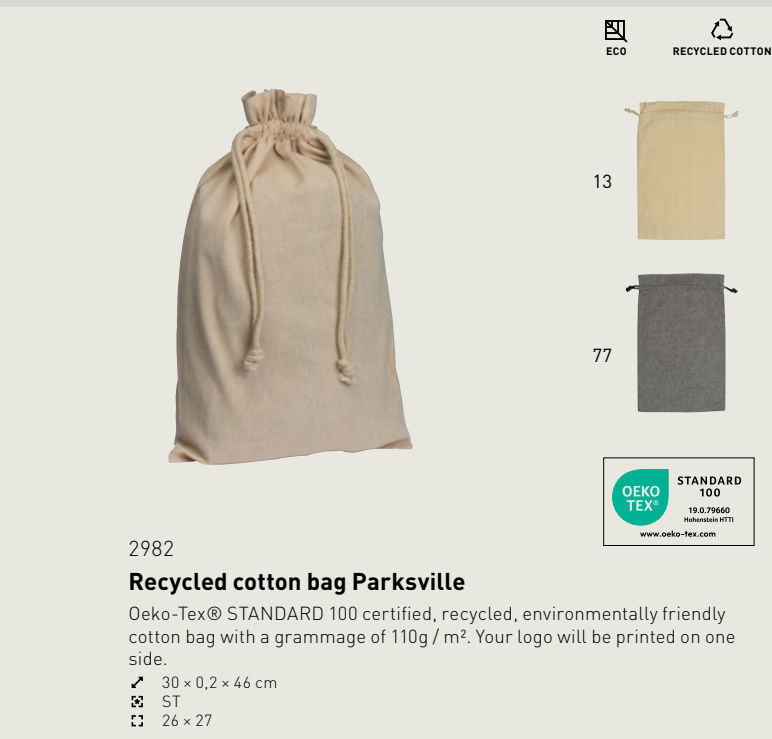 ECO
RECYCLED COTTON
13
77
OEKO
TEX®
STANDARD
100
19.0.79660
Hohenstein HTTI
www.oeko-tex.com
2982
Recycled cotton bag Parksville
Oeko-Tex® STANDARD 100 certified, recycled, environmentally friendly
cotton bag with a grammage of 110g / m². Your logo will be printed on one
side.
30 × 0,2 × 46 cm
ST
26 × 27